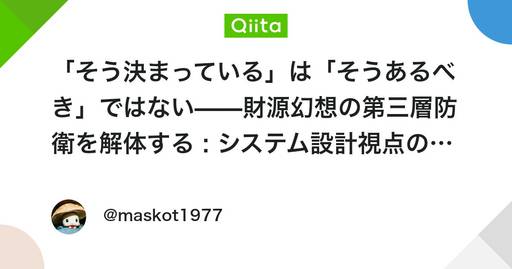 Qiita
「そう決まっている」は「そうあるべ
き」ではない——財源幻想の第三層防
衛を解体する：システム設計視点の…
@maskot1977